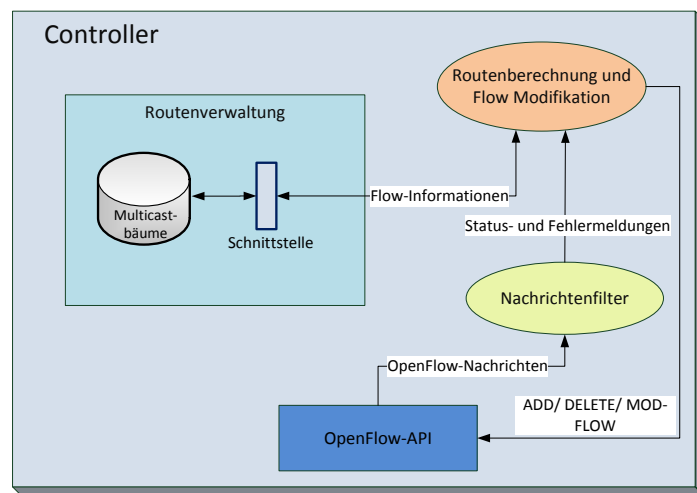 Controller
Routenberechnung und
Flow Modifikation
Routenverwaltung
Multicast-
bäume
Schnittstelle
Flow-Informationen
Status- und Fehlermeldungen
Nachrichtenfilter
OpenFlow-Nachrichten
ADD/ DELETE/ MOD-
FLOW
OpenFlow-API